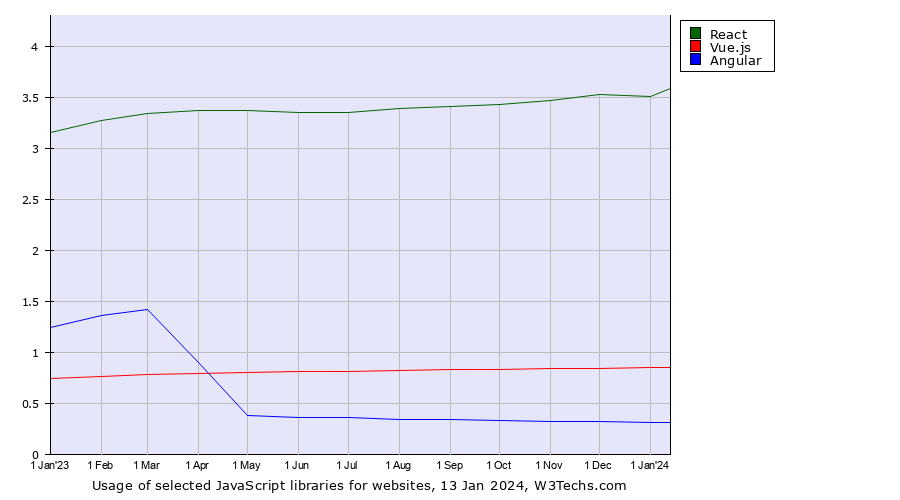 React
Vue.js
Angular
4
3.5
3
2.5
2
1.5
1
0.5
0
1 Jan'23 1 Feb 1 Mar 1 Apr 1 May 1 Jun 1 Jul 1 Aug 1 Sep 1 Oct 1 Nov 1 Dec 1 Jan'24
Usage of selected JavaScript libraries for websites, 13 Jan 2024, W3Techs.com